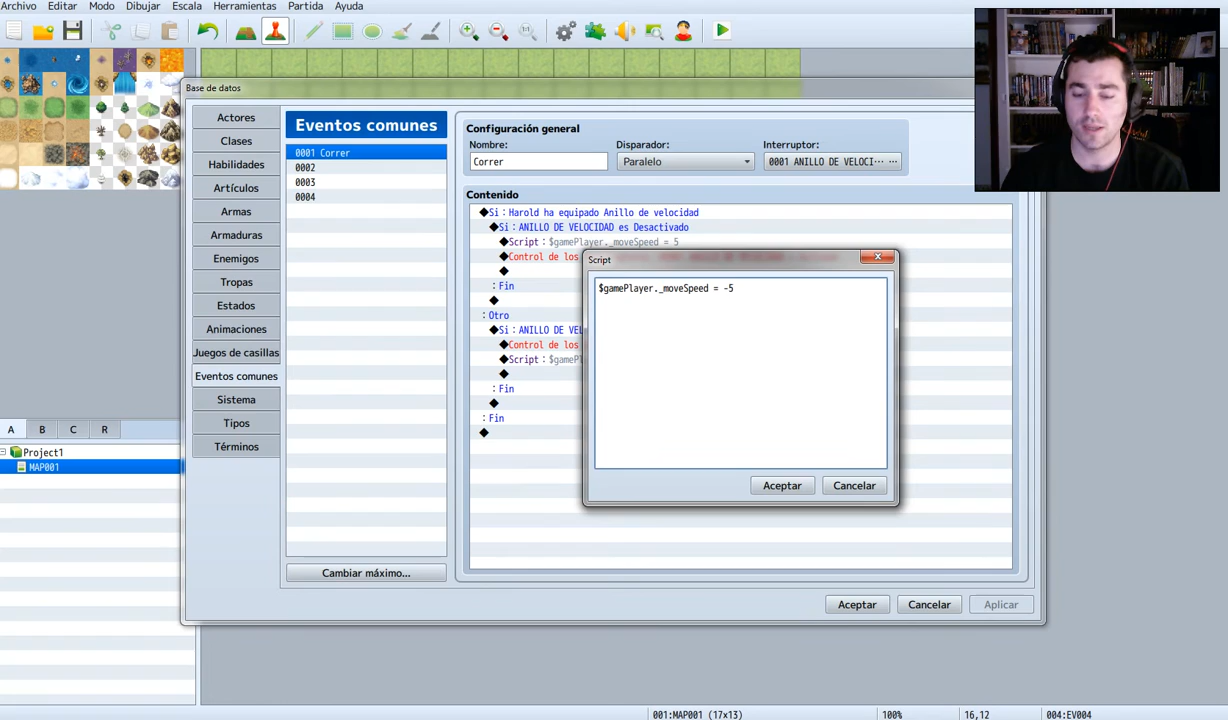 Archivo Editar Modo Dibujar Escala Herramientas Partida Ayuda
1:1
Base de datos
Actores
Clases
Habilidades
Artículos
Armas
Armaduras
Enemigos
Tropas
Estados
Animaciones
Juegos de casillas
Eventos comunes
Sistema
Tipos
Términos
Eventos comunes
0001 Correr
0002
0003
0004
Cambiar máximo...
Configuración general
Nombre: Disparador: Interruptor:
Correr Paralelo 0001 ANILLO DE VELOCI··· ...
Contenido
◆Si：Harold ha equipado Anillo de velocidad
◆Si：ANILLO DE VELOCIDAD es Desactivado
◆Script：$gamePlayer._moveSpeed = 5
◆Control de los
◆
：Fin
◆
：Otro
◆Si：ANILLO DE VEL
◆Control de los
◆Script：$gamePl
◆
：Fin
◆
：Fin
◆
Script
$gamePlayer._moveSpeed = -5
Aceptar Cancelar
Aceptar Cancelar Aplicar
A B C R
Project1
MAP001
001:MAP001 (17x13) 100% 16,12 004:EV004